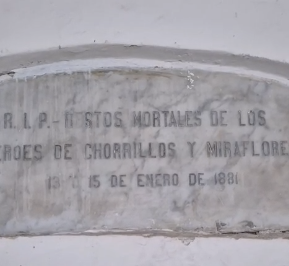 R. I. P. - RESTOS MORTALES DE LOS
EROES DE CHORRILLOS Y MIRAFLORE
13 Y 15 DE ENERO DE 1881